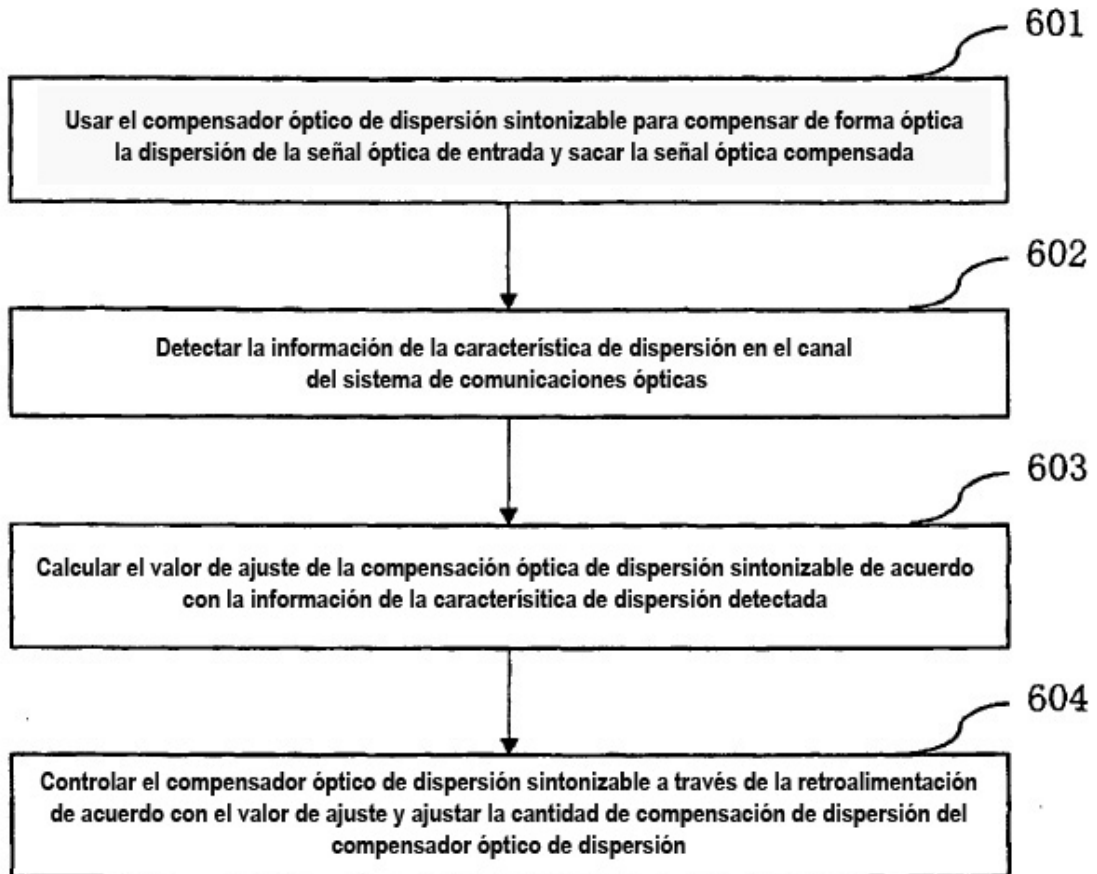 601
Usar el compensador óptico de dispersión sintonizable para compensar de forma óptica
la dispersión de la señal óptica de entrada y sacar la señal óptica compensada
602
Detectar la información de la característica de dispersión en el canal
del sistema de comunicaciones ópticas
603
Calcular el valor de ajuste de la compensación óptica de dispersión sintonizable de acuerdo
con la información de la caracterísitica de dispersión detectada
604
Controlar el compensador óptico de dispersión sintonizable a través de la retroalimentación
de acuerdo con el valor de ajuste y ajustar la cantidad de compensación de dispersión del
compensador óptico de dispersión